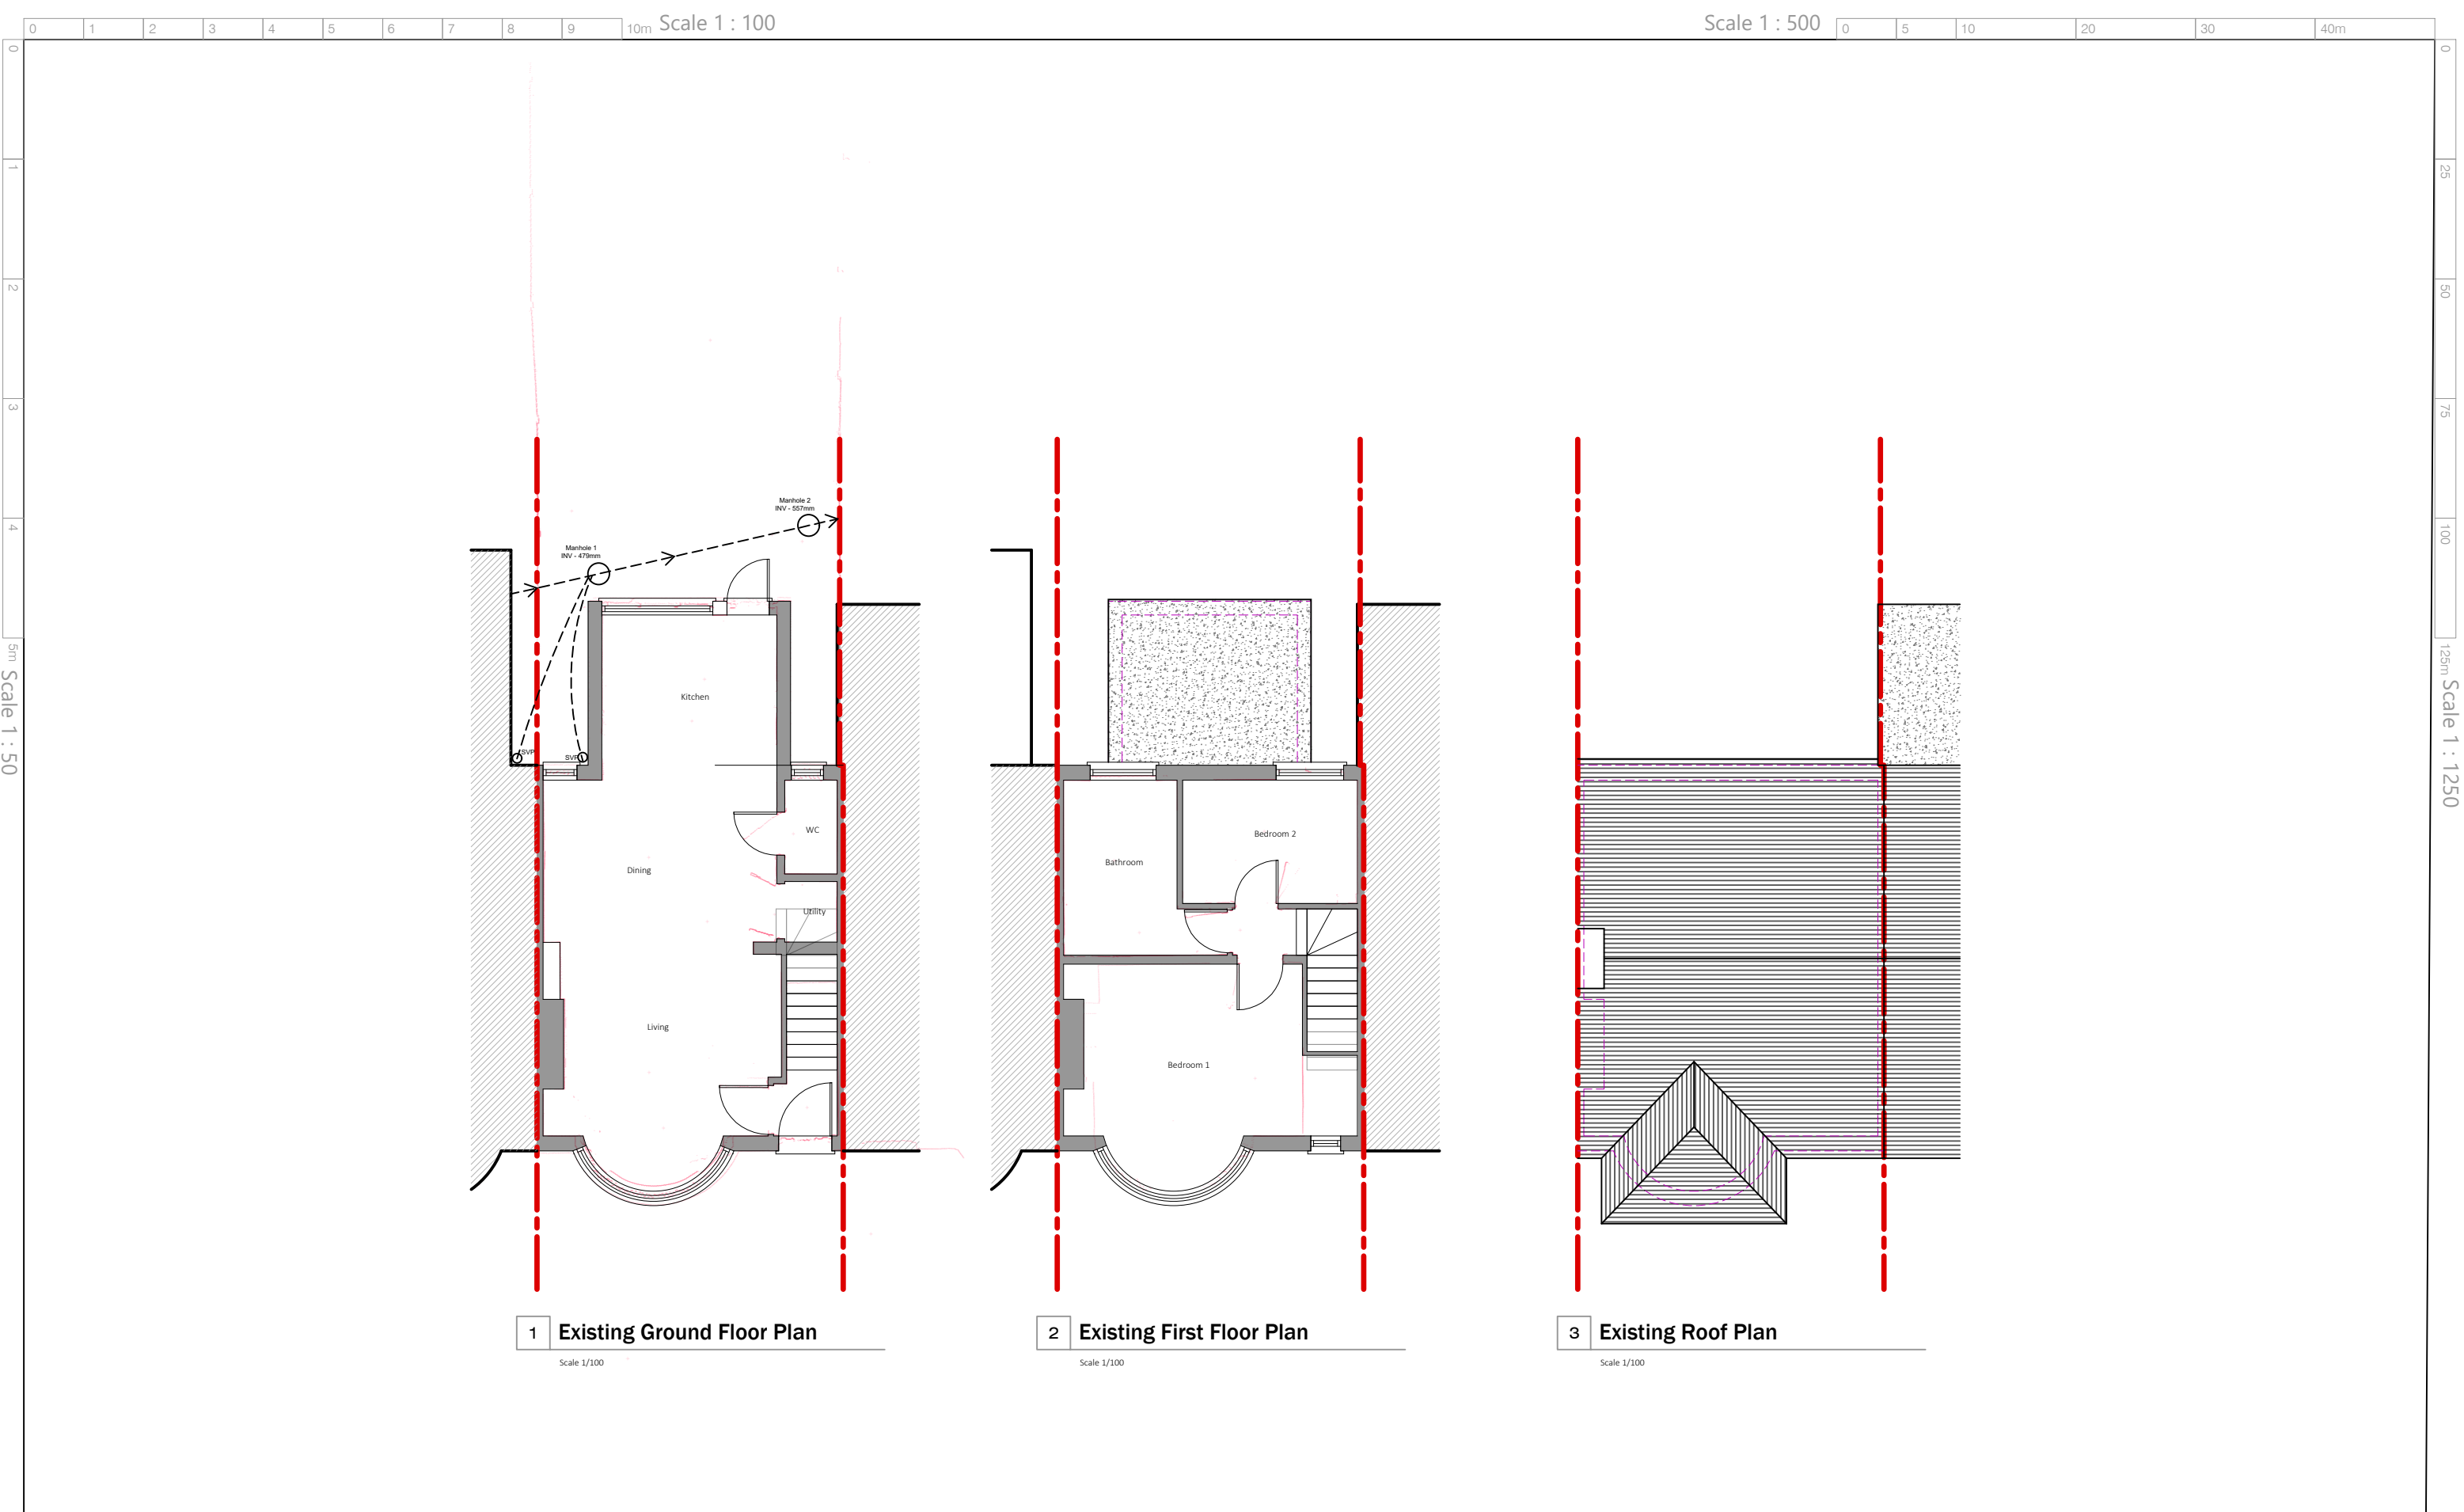 0 1 2 3 4 5 6 7 8 9 10m Scale 1 : 100
Scale 1 : 500 0 5 10 20 30 40m
0
1
2
3
4
5m
Scale 1 : 50
0
25
50
75
100
125m
Scale 1 : 1250
Manhole 2
INV - 557mm
Manhole 1
INV - 479mm
SVP
SVP
Kitchen
WC
Dining
Utility
Living
Bathroom
Bedroom 2
Bedroom 1
1 Existing Ground Floor Plan
Scale 1/100
2 Existing First Floor Plan
Scale 1/100
3 Existing Roof Plan
Scale 1/100